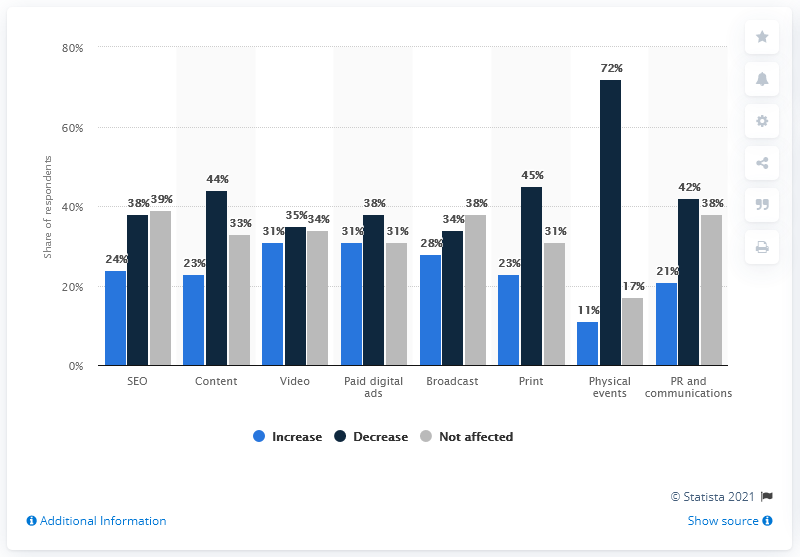 80%
60%
40%
20%
0%
Share of respondents
24% 38% 39%
23% 44% 33%
31% 35% 34%
31% 38% 31%
28% 34% 38%
23% 45% 31%
11% 72% 17%
21% 42% 38%
SEO
Content
Video
Paid digital
ads
Broadcast
Print
Physical
events
PR and
communications
Increase Decrease Not affected
© Statista 2021
Additional Information
Show source